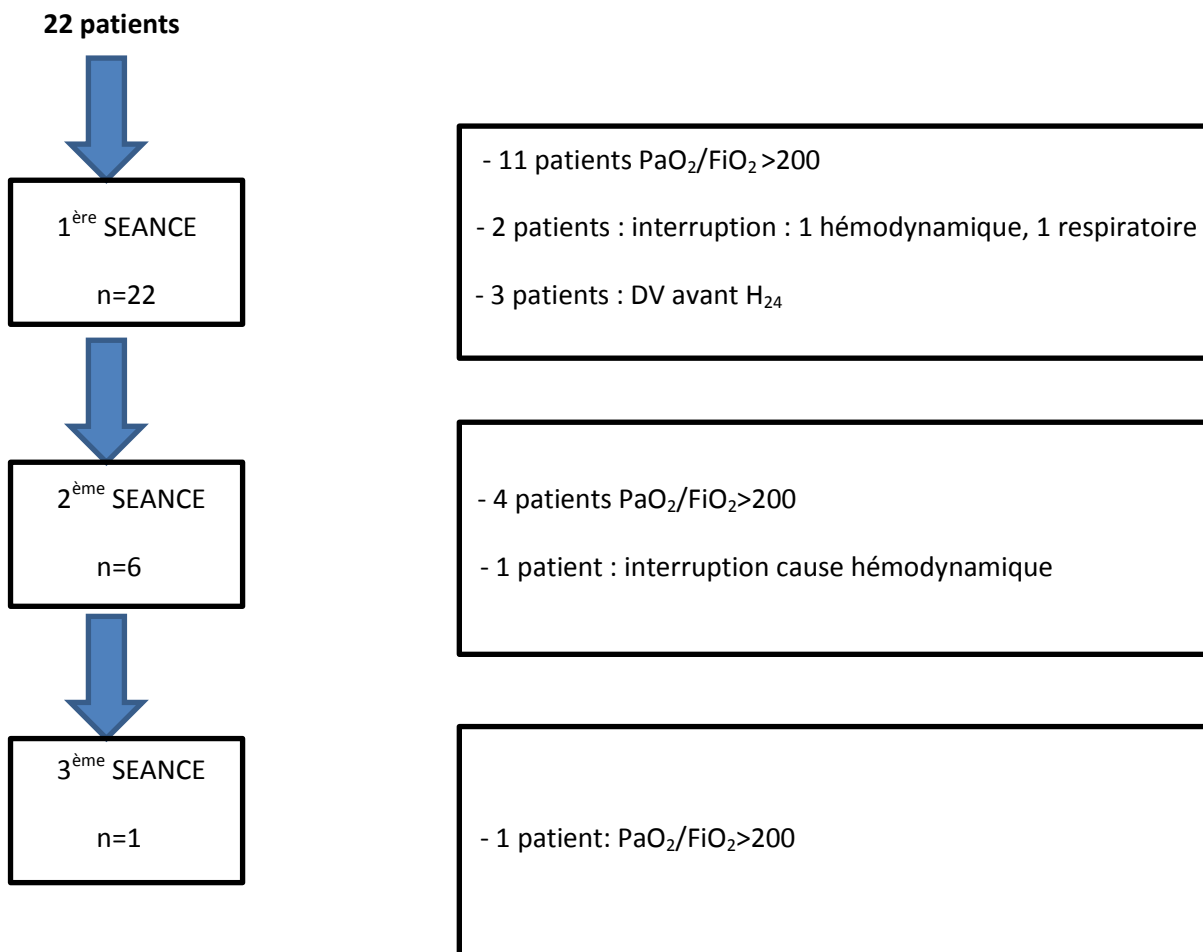 22 patients
1ère SEANCE
n=22
- 11 patients PaO₂/FiO₂ >200
- 2 patients : interruption : 1 hémodynamique, 1 respiratoire
- 3 patients : DV avant H₂₄
2ème SEANCE
n=6
- 4 patients PaO₂/FiO₂>200
- 1 patient : interruption cause hémodynamique
3ème SEANCE
n=1
- 1 patient: PaO₂/FiO₂>200